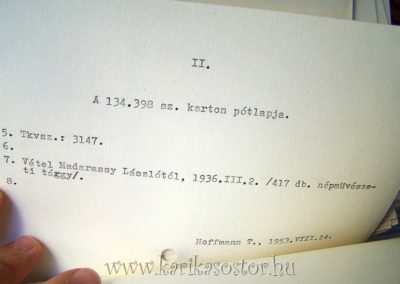 II.
A 134.398 sz. karton pótlapja.
5. Tkvsz.: 3147.
6.
7. Vétel Madarassy Lászlótól, 1936.III.2. /417 db. népművésze-
ti tárgy/.
8.
Hoffmann T., 1953.VIII.14.
www.karikasostor.hu